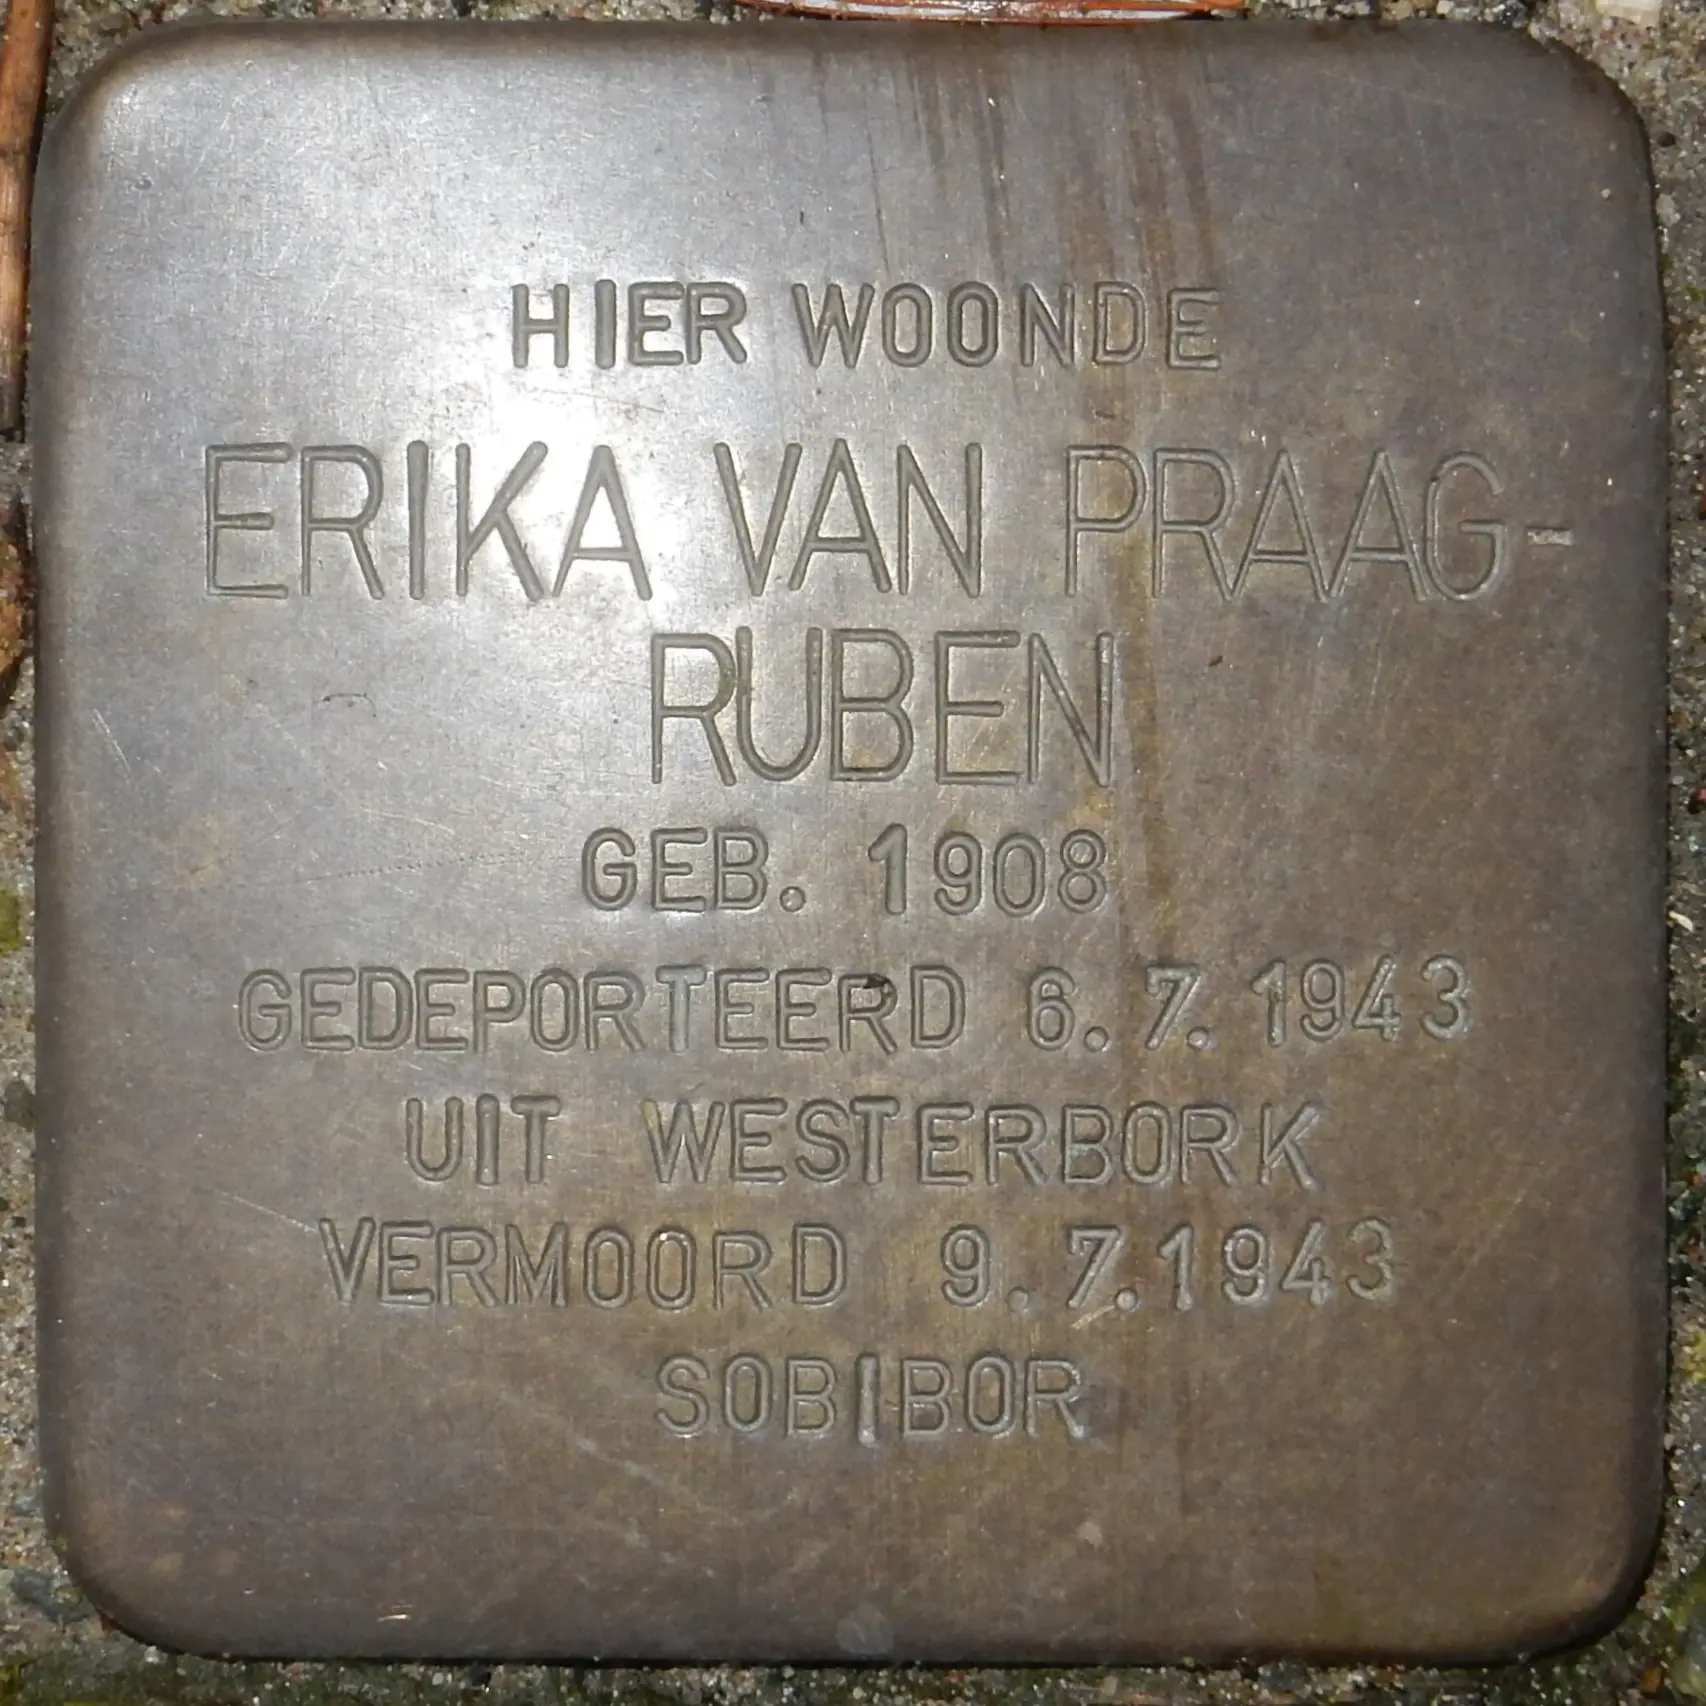 HIER WOONDE
ERIKA VAN PRAAG-
RUBEN
GEB. 1908
GEDEPORTEERD 6.7.1943
UIT WESTERBORK
VERMOORD 9.7.1943
SOBIBOR